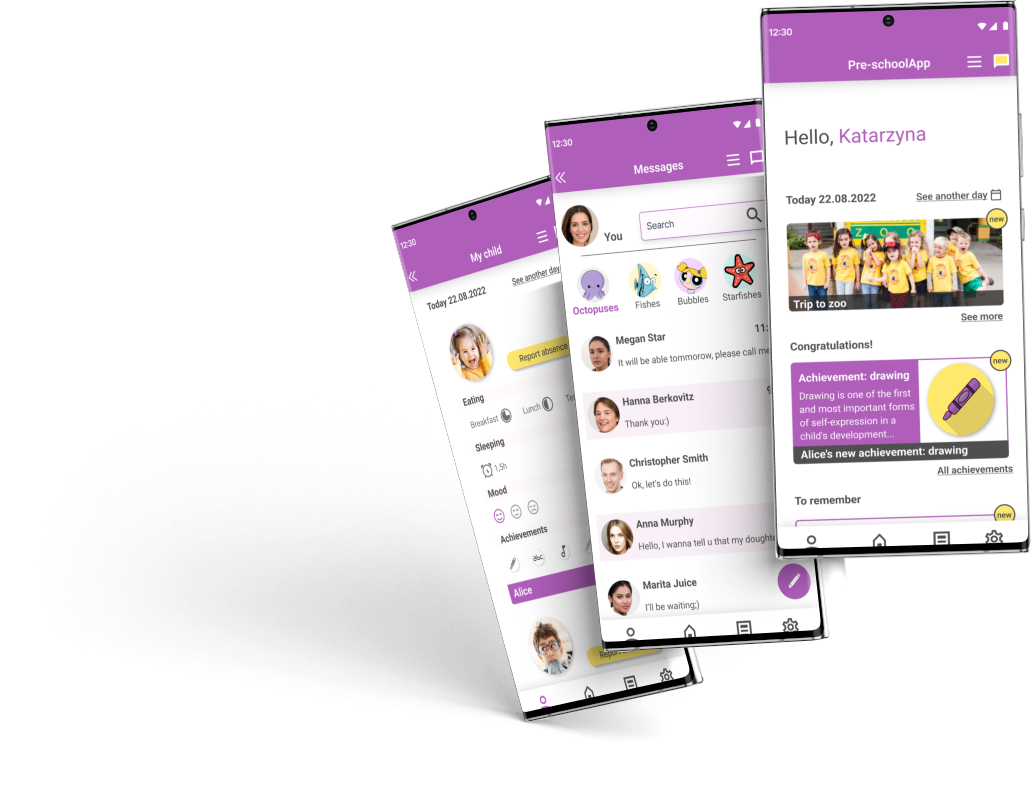 12:30
My child
Today 22.08.2022
See another day
Report absence
Eating
Breakfast
Lunch
Sleeping
1,5h
Mood
Achievements
abc
Alice
12:30
Messages
You
Search
Octopuses
Fishes
Bubbles
Starfishes
Megan Star
11:
It will be able tommorow, please call me
Hanna Berkovitz
Thank you:)
Christopher Smith
Ok, let's do this!
Anna Murphy
Hello, I wanna tell u that my daughte
Marita Juice
I'll be waiting;)
12:30
Pre-schoolApp
Hello, Katarzyna
Today 22.08.2022
See another day
new
ZOO
Trip to zoo
See more
Congratulations!
new
Achievement: drawing
Drawing is one of the first
and most important forms
of self-expression in a
child's development...
Alice's new achievement: drawing
All achievements
To remember
new